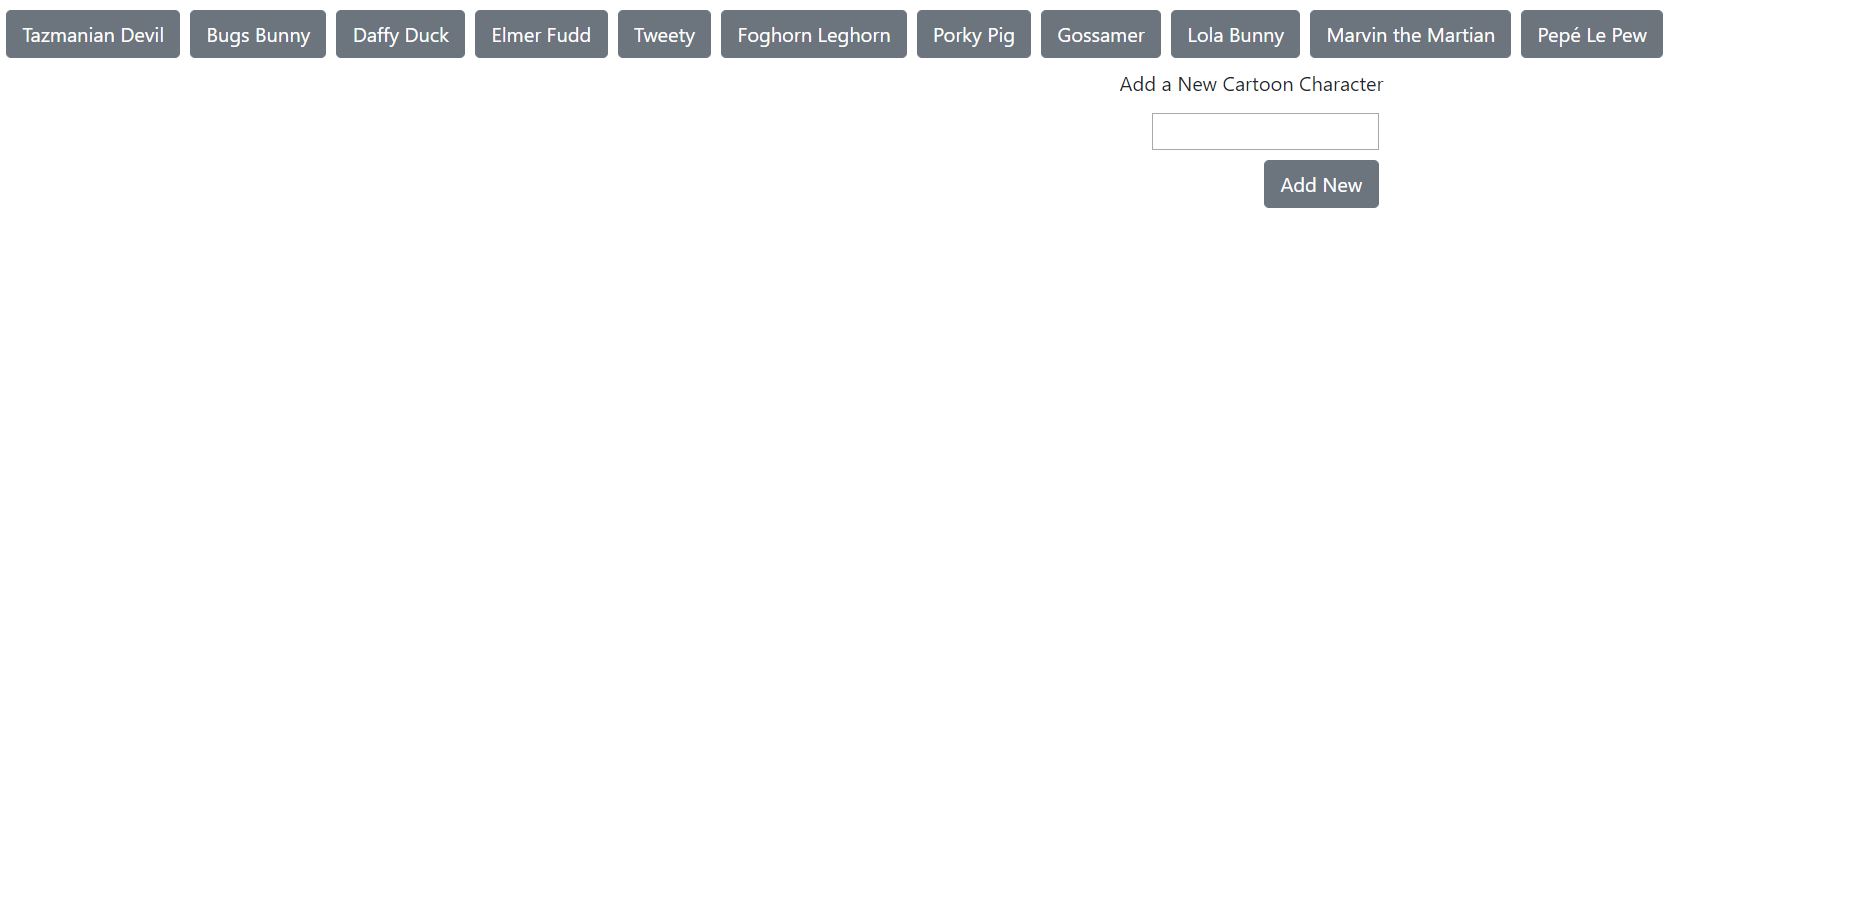 Tazmanian Devil Bugs Bunny Daffy Duck Elmer Fudd Tweety Foghorn Leghorn Porky Pig Gossamer Lola Bunny Marvin the Martian Pepé Le Pew
Add a New Cartoon Character
Add New